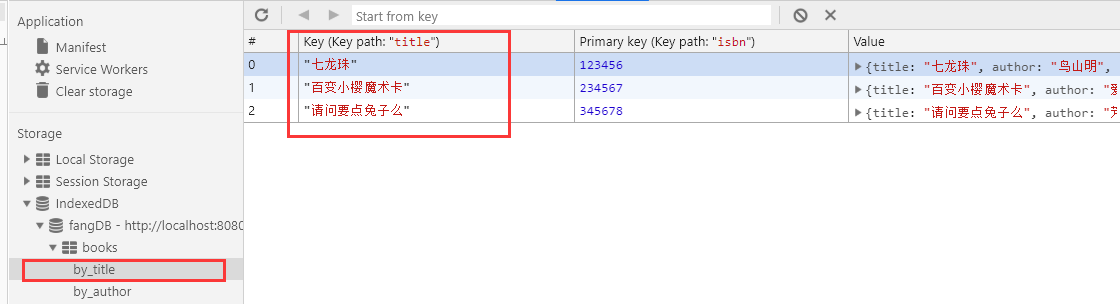 Application
Manifest
Service Workers
Clear storage
Storage
Local Storage
Session Storage
IndexedDB
fangDB - http://localhost:8080
books
by_title
by_author
Start from key
# Key (Key path: "title") Primary key (Key path: "isbn") Value
0 "七龙珠" 123456 {title: "七龙珠", author: "鸟山明",
1 "百变小樱魔术卡" 234567 {title: "百变小樱魔术卡", author: "
2 "请问要点兔子么" 345678 {title: "请问要点兔子么", author: "